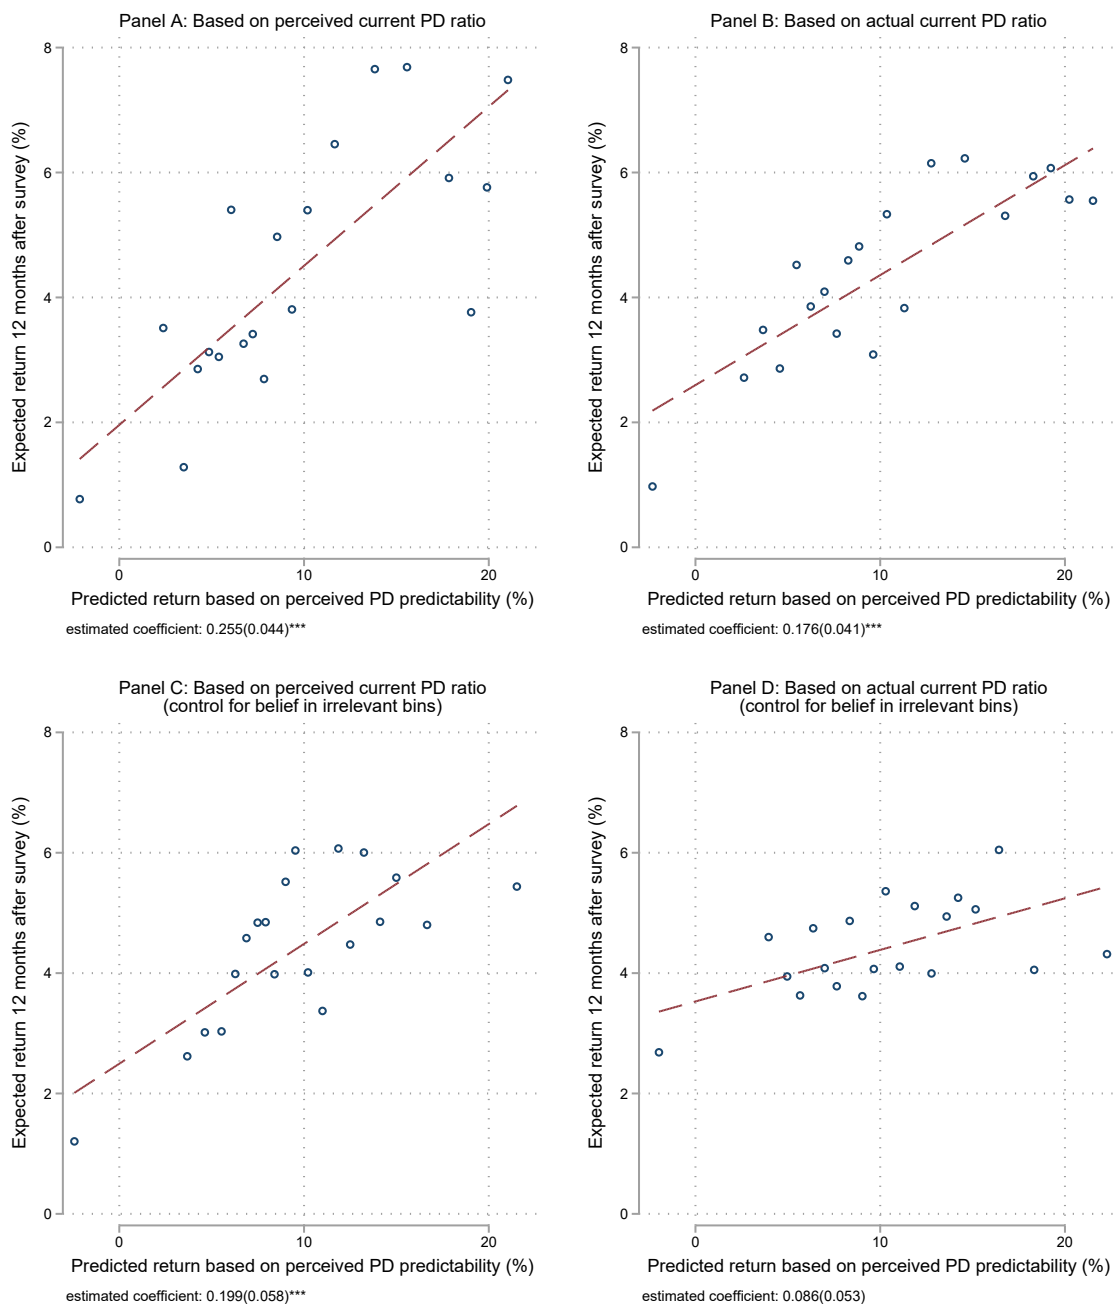 Panel A: Based on perceived current PD ratio
Expected return 12 months after survey (%)
8
6
4
2
0
0 10 20
Predicted return based on perceived PD predictability (%)
estimated coefficient: 0.255(0.044)***
Panel B: Based on actual current PD ratio
Expected return 12 months after survey (%)
8
6
4
2
0
0 10 20
Predicted return based on perceived PD predictability (%)
estimated coefficient: 0.176(0.041)***
Panel C: Based on perceived current PD ratio
(control for belief in irrelevant bins)
Expected return 12 months after survey (%)
8
6
4
2
0
0 10 20
Predicted return based on perceived PD predictability (%)
estimated coefficient: 0.199(0.058)***
Panel D: Based on actual current PD ratio
(control for belief in irrelevant bins)
Expected return 12 months after survey (%)
8
6
4
2
0
0 10 20
Predicted return based on perceived PD predictability (%)
estimated coefficient: 0.086(0.053)